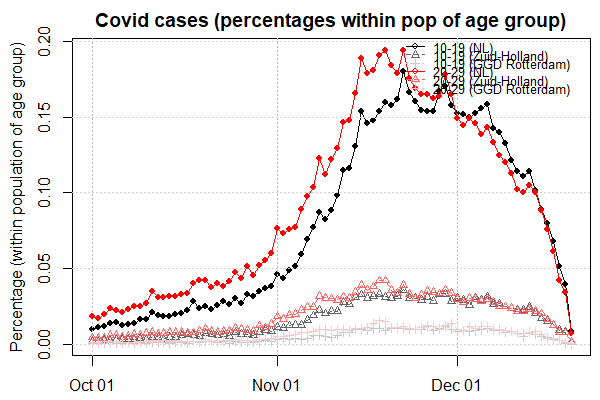 Covid cases (percentages within pop of age group)
Percentage (within population of age group)
0.20
0.15
0.10
0.05
0.00
10-19 (NL)
10-19 (Zuid-Holland)
10-19 (GGD Rotterdam)
20-29 (NL)
20-29 (Zuid-Holland)
20-29 (GGD Rotterdam)
Oct 01
Nov 01
Dec 01